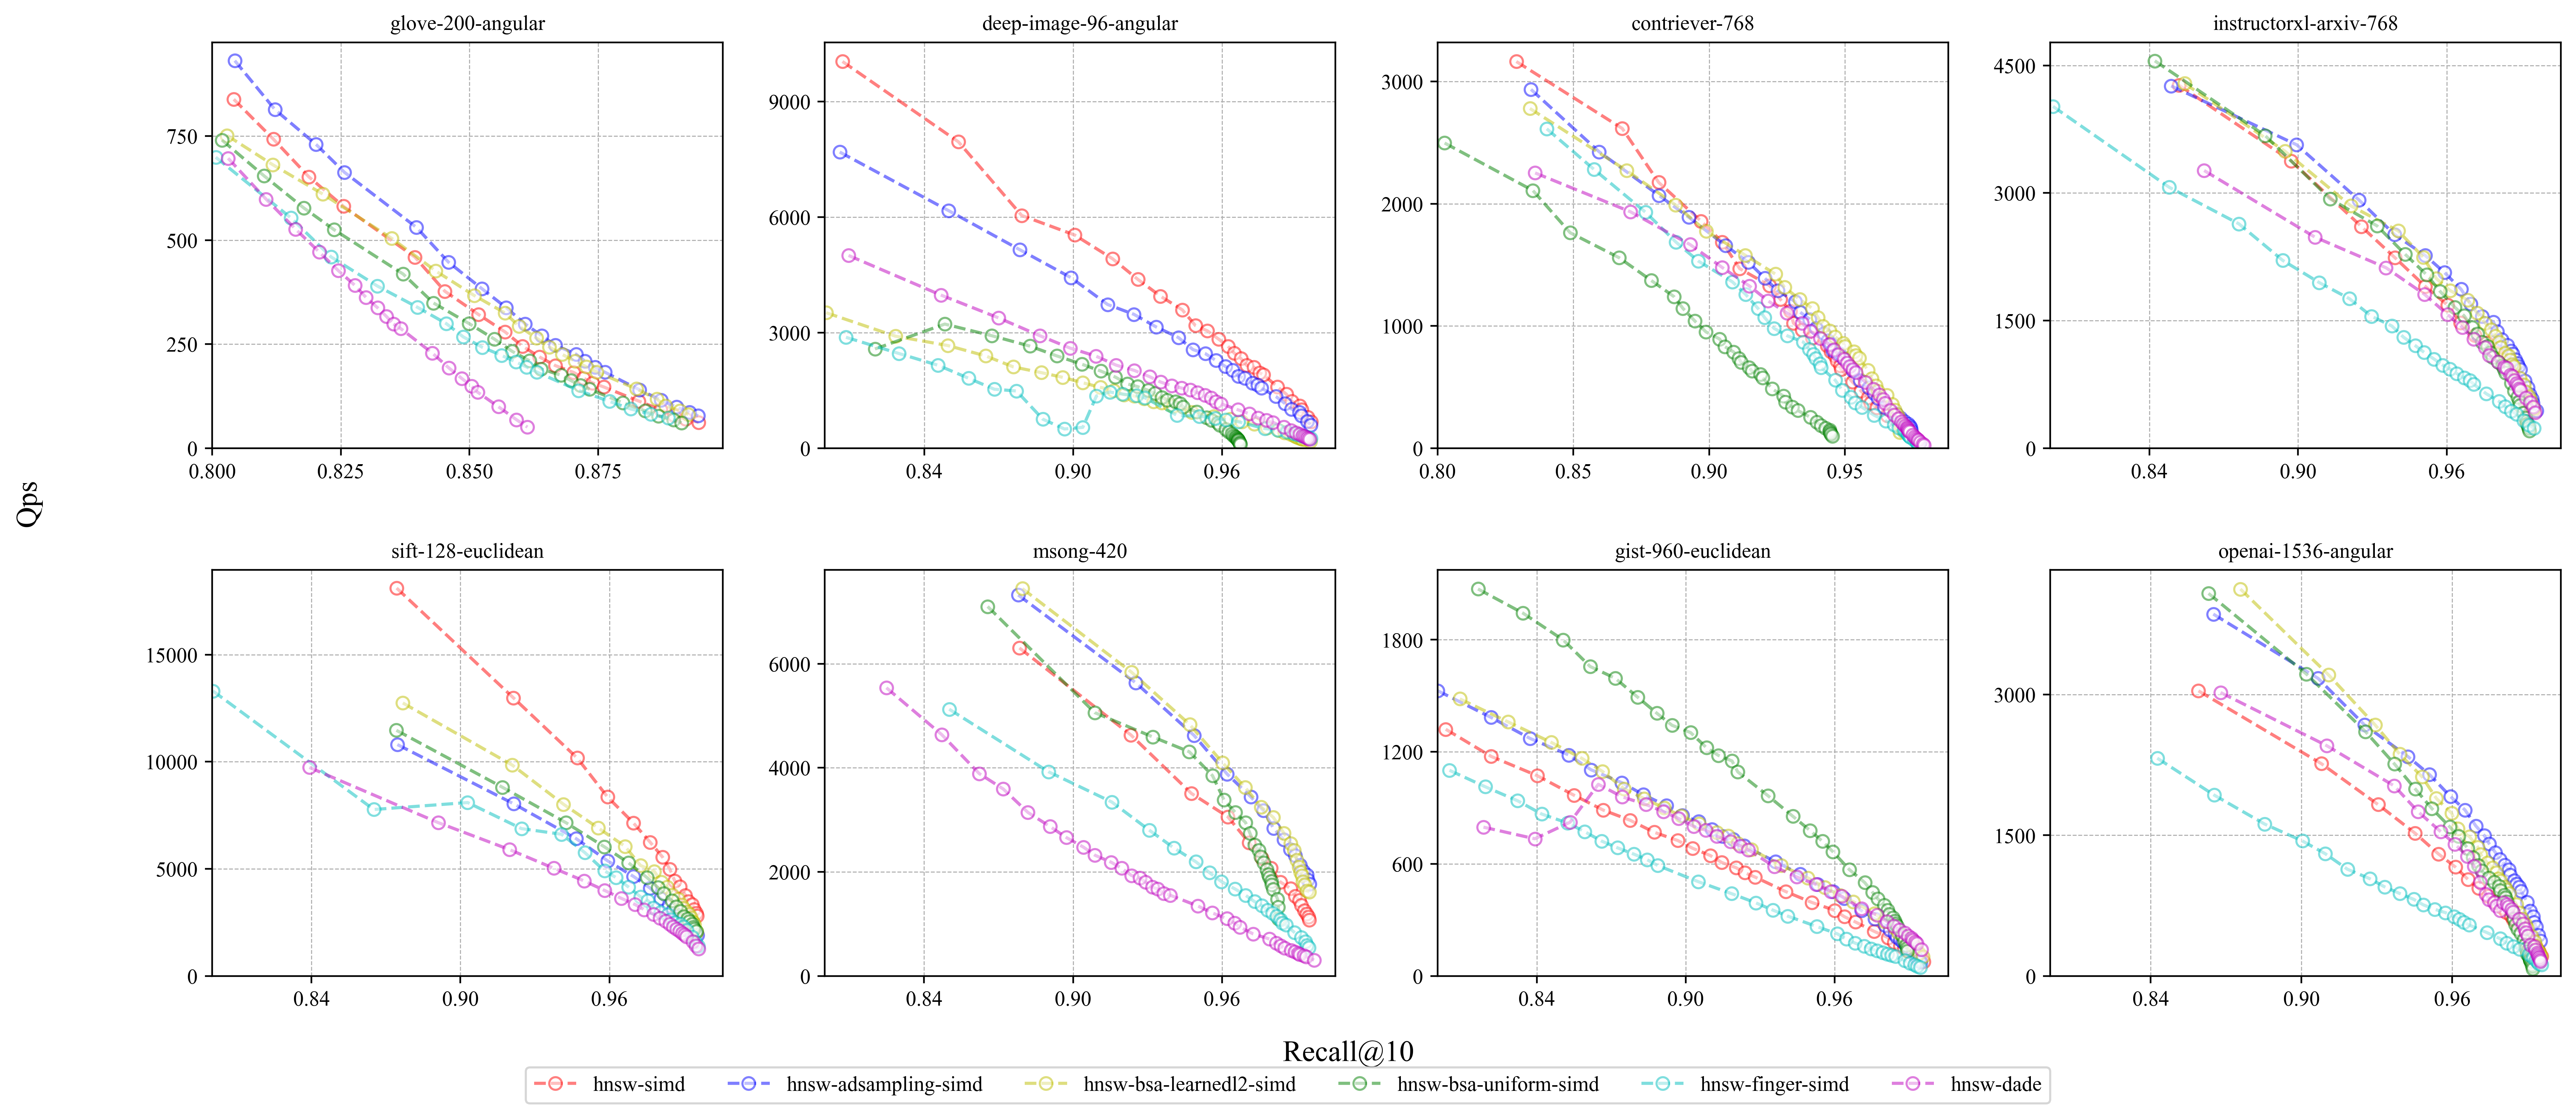 glove-200-angular
deep-image-96-angular
contriever-768
instructorxl-arxiv-768
750
500
250
0
0.800 0.825 0.850 0.875
9000
6000
3000
0
0.84 0.90 0.96
3000
2000
1000
0
0.80 0.85 0.90 0.95
4500
3000
1500
0
0.84 0.90 0.96
Qps
sift-128-euclidean
msong-420
gist-960-euclidean
openai-1536-angular
15000
10000
5000
0
0.84 0.90 0.96
6000
4000
2000
0
0.84 0.90 0.96
1800
1200
600
0
0.84 0.90 0.96
3000
1500
0
0.84 0.90 0.96
Recall@10
hnsw-simd hnsw-adsampling-simd hnsw-bsa-learnedl2-simd hnsw-bsa-uniform-simd hnsw-finger-simd hnsw-dade